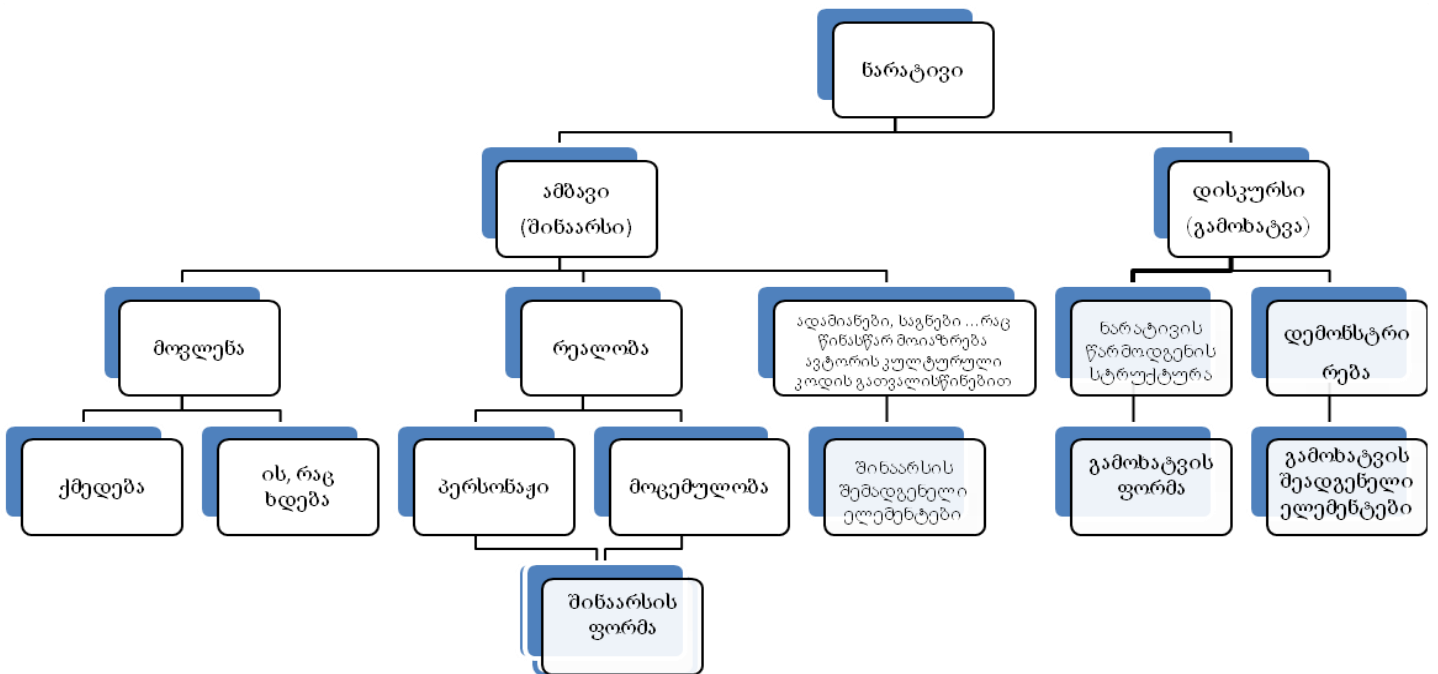 ნარატივი
ამბავი
(შინაარსი)
დისკურსი
(გამოხატვა)
მოვლენა
რეალობა
ადამიანები, საგნები ...რაც
წინასწარ მოიაზრება
ავტორის კულტურული
კოდის გათვალისწინებით
ნარატივის
წარმოდგენის
სტრუქტურა
დემონსტრი
რება
ქმედება
ის, რაც
ხდება
პერსონაჟი
მოცემულობა
შინაარსის
შემადგენელი
ელემენტები
გამოხატვის
ფორმა
გამოხატვის
შეადგენელი
ელემენტები
შინაარსის
ფორმა